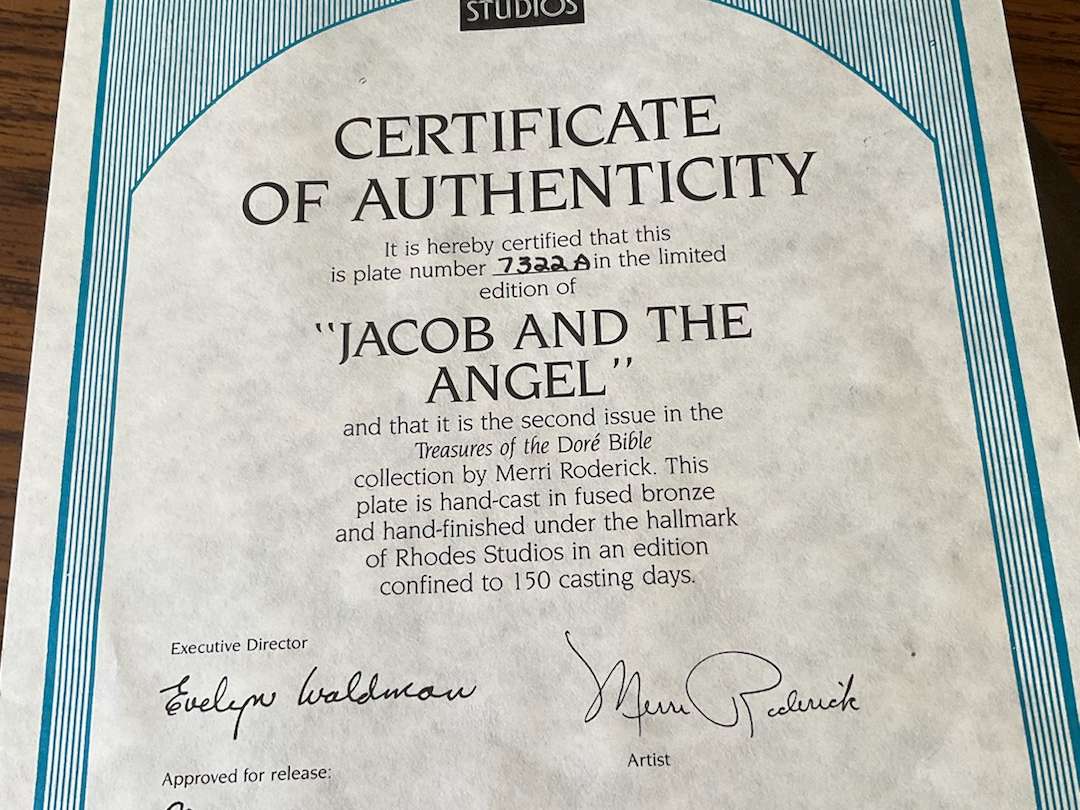 STUDIOS
CERTIFICATE
OF AUTHENTICITY
It is hereby certified that this
is plate number 7322A in the limited
edition of
"JACOB AND THE
ANGEL"
and that it is the second issue in the
Treasures of the Doré Bible
collection by Merri Roderick. This
plate is hand-cast in fused bronze
and hand-finished under the hallmark
of Rhodes Studios in an edition
confined to 150 casting days.
Executive Director
Evelyn Waldman
Merri Roderick
Artist
Approved for release: